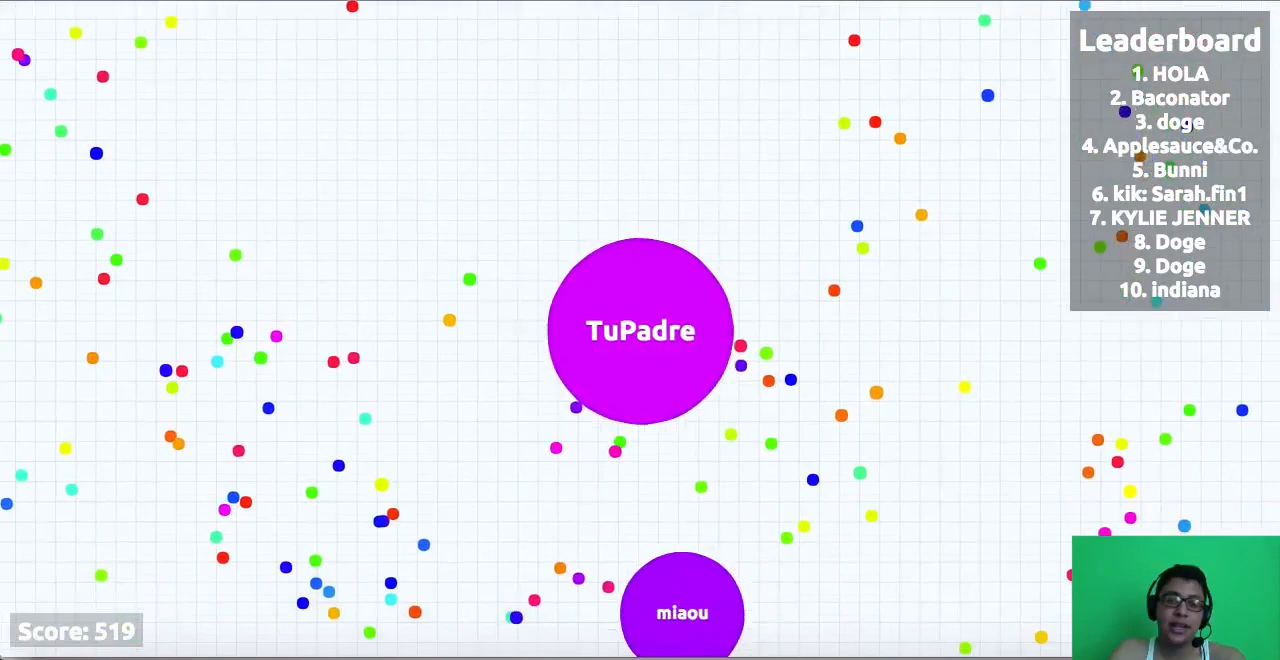 Leaderboard
1. HOLA
2. Baconator
3. doge
4. Applesauce&Co.
5. Bunni
6. kik: Sarah.fin1
7. KYLIE JENNER
8. Doge
9. Doge
10. indiana
TuPadre
miaou
Score: 519